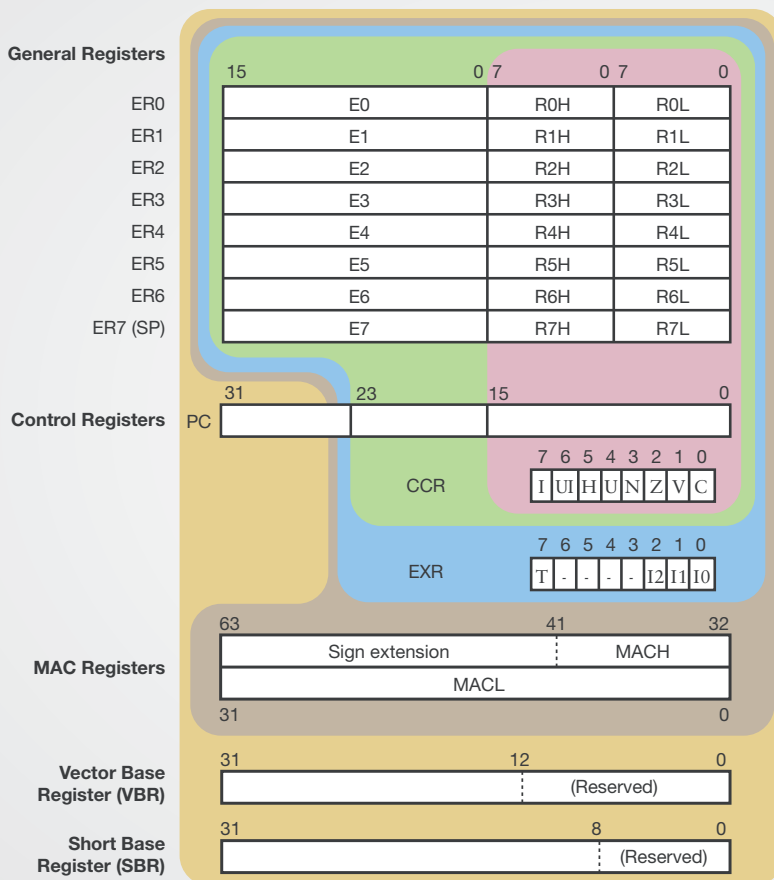 General Registers
15 0 7 0 7 0
ER0 E0 R0H R0L
ER1 E1 R1H R1L
ER2 E2 R2H R2L
ER3 E3 R3H R3L
ER4 E4 R4H R4L
ER5 E5 R5H R5L
ER6 E6 R6H R6L
ER7 (SP) E7 R7H R7L
31 23 15 0
Control Registers PC
7 6 5 4 3 2 1 0
CCR I UI H U N Z V C
7 6 5 4 3 2 1 0
EXR T - - - - I2 I1 I0
63 41 32
Sign extension MACH
MAC Registers
MACL
31 0
31 12 0
Vector Base
Register (VBR)
(Reserved)
31 8 0
Short Base
Register (SBR)
(Reserved)